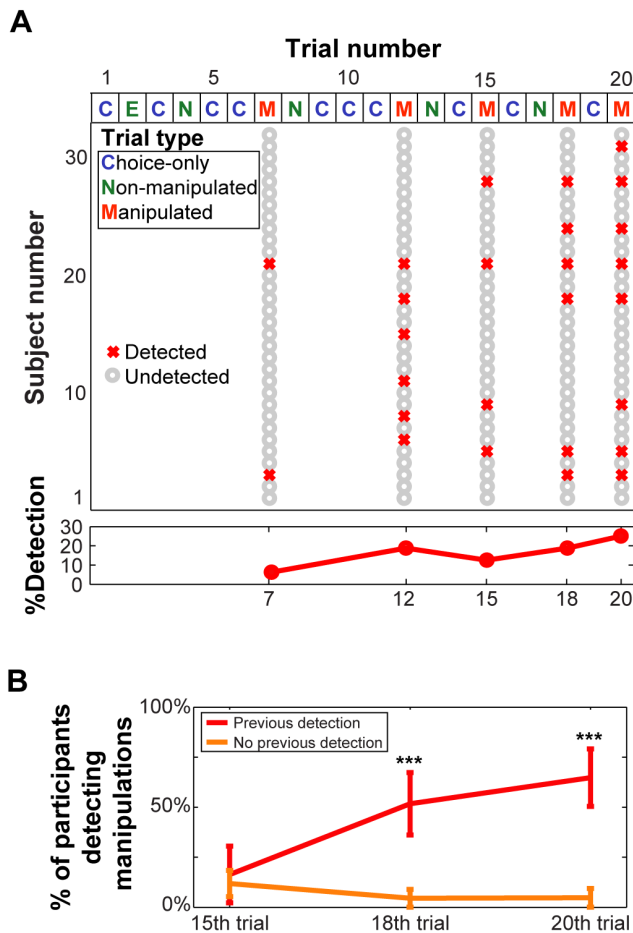 A
Trial number
1 5 10 15 20
C E C N C C M N C C C M N C M C N M C M
Trial type
Choice-only
Non-manipulated
Manipulated
Subject number
30
20
10
1
Detected
Undetected
%Detection
30
20
10
0
7 12 15 18 20
B
% of participants
detecting
manipulations
100%
50%
0%
Previous detection
No previous detection
*** ***
15th trial 18th trial 20th trial